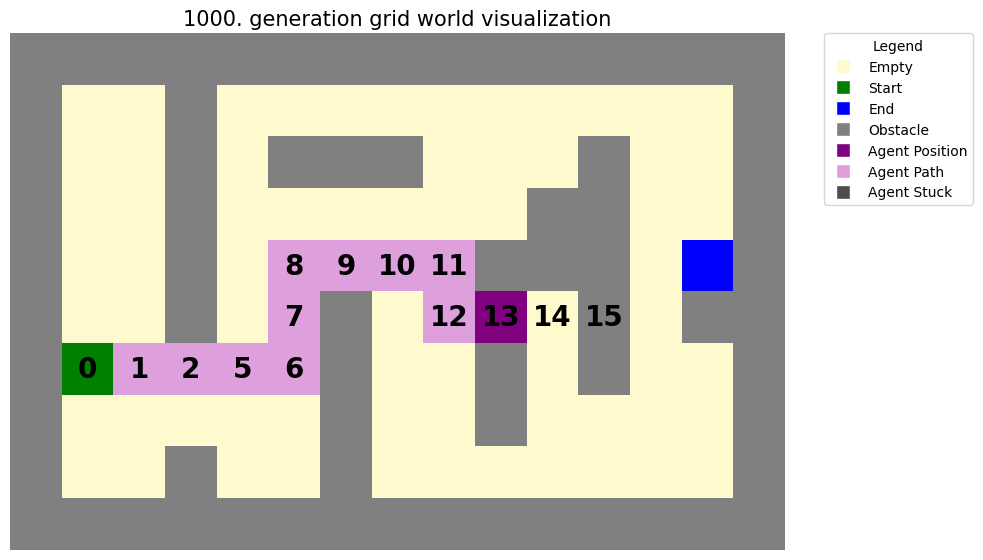 1000. generation grid world visualization
Legend
Empty
Start
End
Obstacle
Agent Position
Agent Path
Agent Stuck
8 9 10 11
7 12 13 14 15
0 1 2 5 6